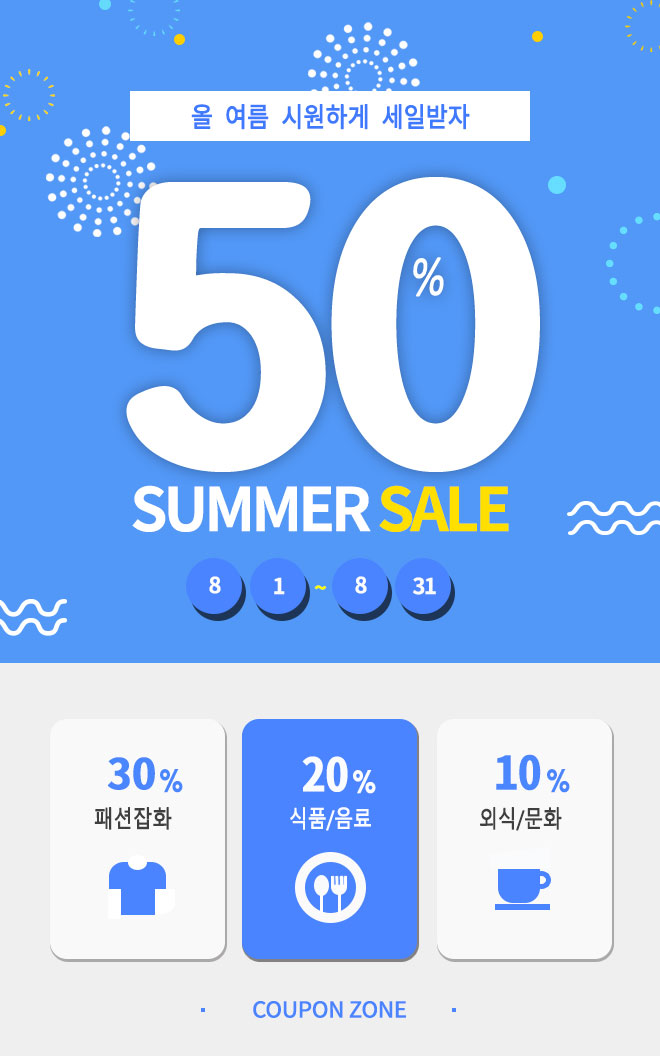 올 여름 시원하게 세일받자
50%
SUMMER SALE
8 1 ~ 8 31
30%
패션잡화
20%
식품/음료
10%
외식/문화
· COUPON ZONE ·